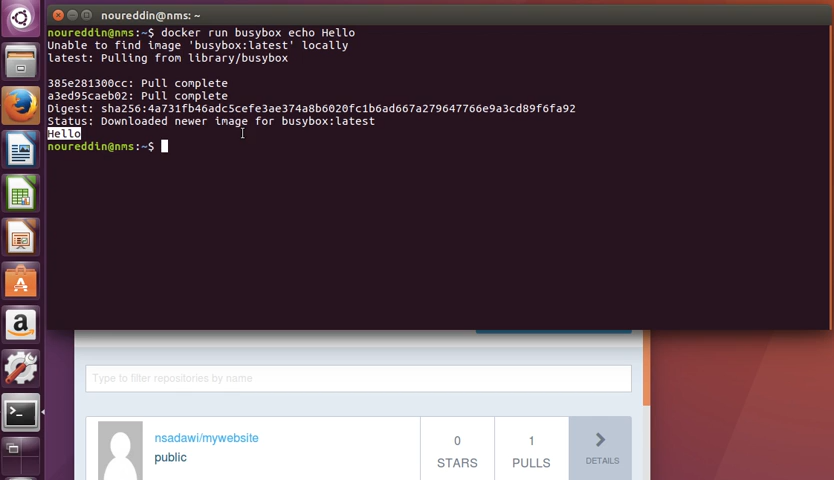 noureddin@nms: ~
noureddin@nms:~$ docker run busybox echo Hello
Unable to find image 'busybox:latest' locally
latest: Pulling from library/busybox
385e281300cc: Pull complete
a3ed95caeb02: Pull complete
Digest: sha256:4a731fb46adc5cefe3ae374a8b6020fc1b6ad667a279647766e9a3cd89f6fa92
Status: Downloaded newer image for busybox:latest
Hello
noureddin@nms:~$
Type to filter repositories by name
nsadawi/mywebsite
public
0
STARS
1
PULLS
DETAILS